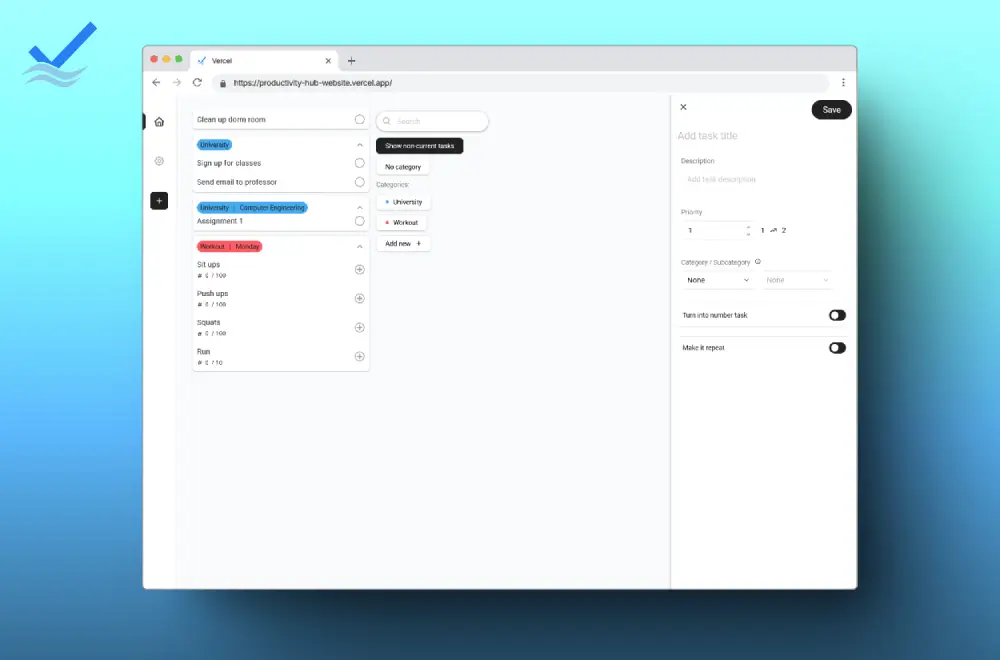 Vercel
https://productivity-hub-website.vercel.app/
Clean up dorm room
University
Sign up for classes
Send email to professor
University | Computer Engineering
Assignment 1
Workout | Monday
Sit ups
# 0 / 100
Push ups
# 0 / 100
Squats
# 0 / 100
Run
# 0 / 10
Search
Show non-current tasks
No category
Categories:
University
Workout
Add new +
Save
Add task title
Description
Add task description
Priority
1
1
2
Category / Subcategory
None
None
Turn into number task
Make it repeat